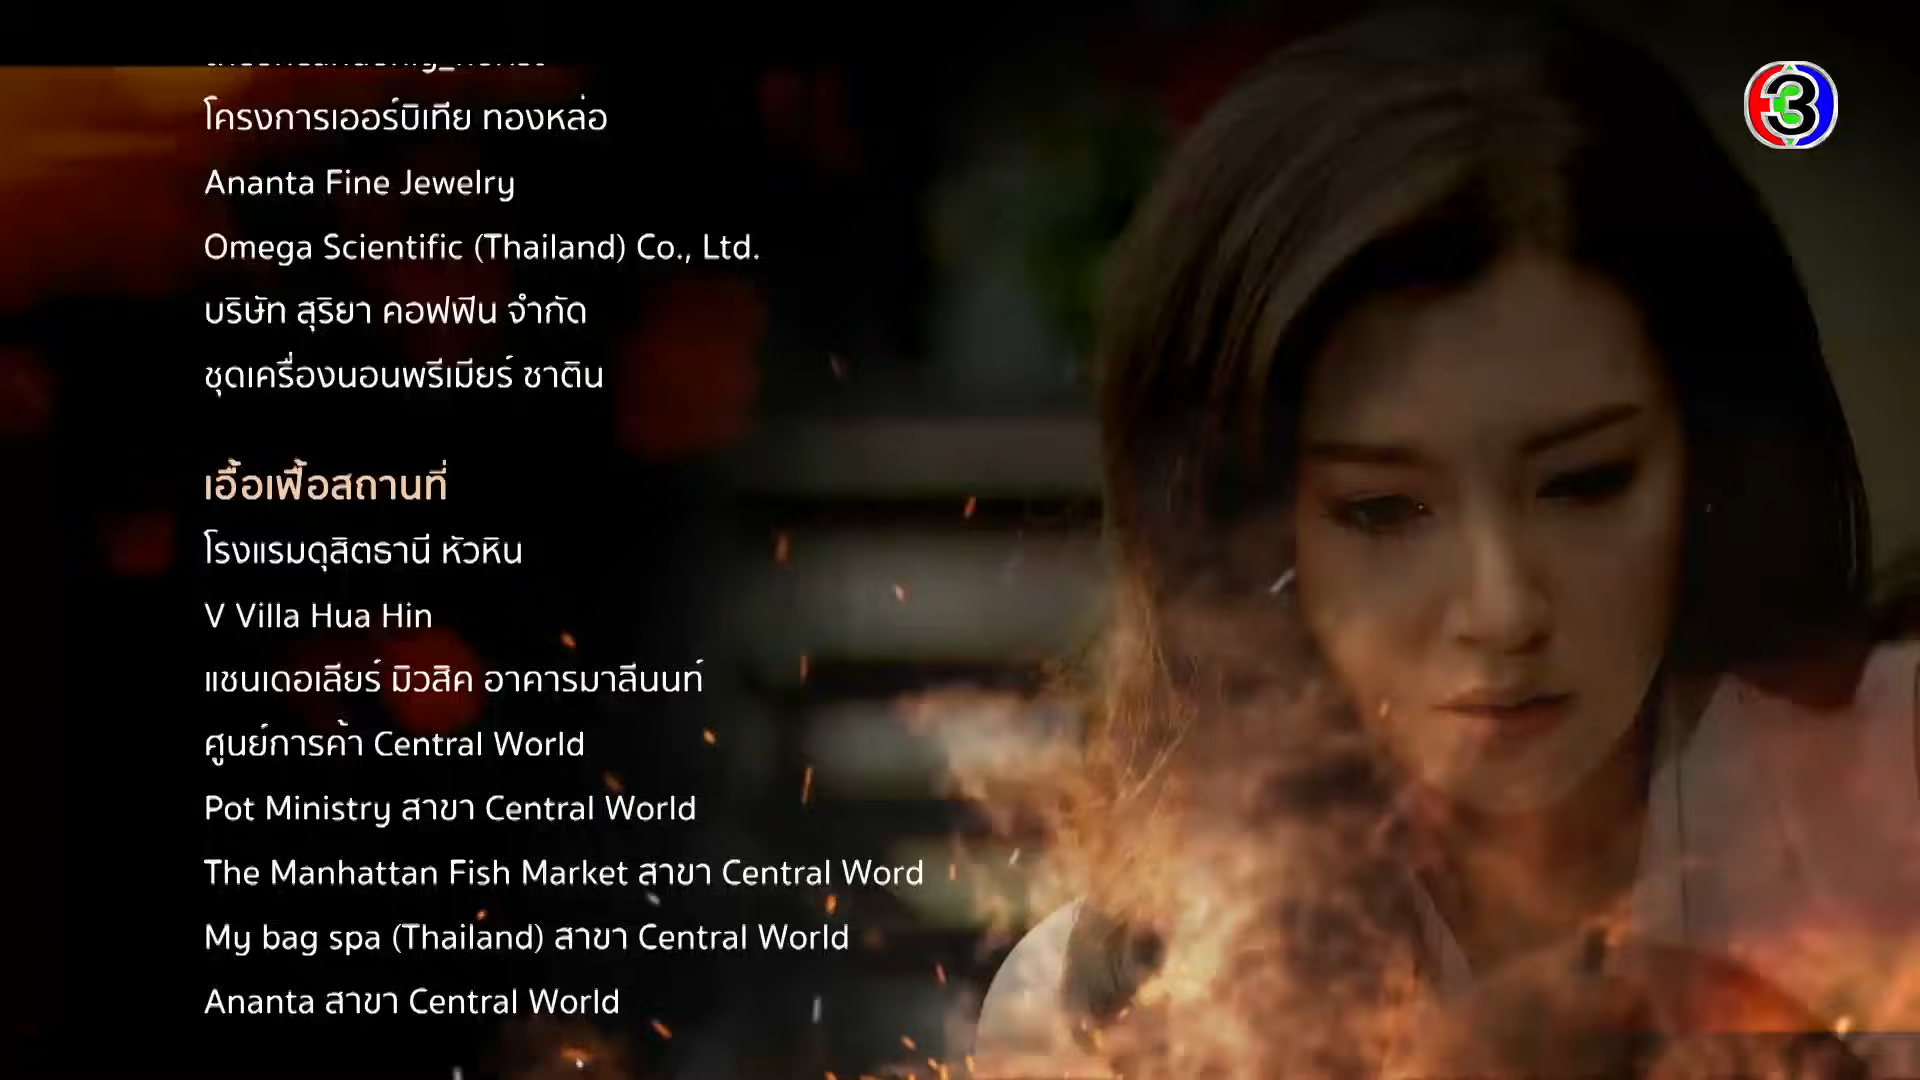 3
โครงการเออร์บิเทีย ทองหล่อ
Ananta Fine Jewelry
Omega Scientific (Thailand) Co., Ltd.
บริษัท สุริยา คอฟฟิน จำกัด
ชุดเครื่องนอนพรีเมียร์ ซาติน
เอื้อเฟื้อสถานที่
โรงแรมดุสิตธานี หัวหิน
V Villa Hua Hin
แชนเดอเลียร์ มิวสิค อาคารมาลีนนท์
ศูนย์การค้า Central World
Pot Ministry สาขา Central World
The Manhattan Fish Market สาขา Central Word
My bag spa (Thailand) สาขา Central World
Ananta สาขา Central World